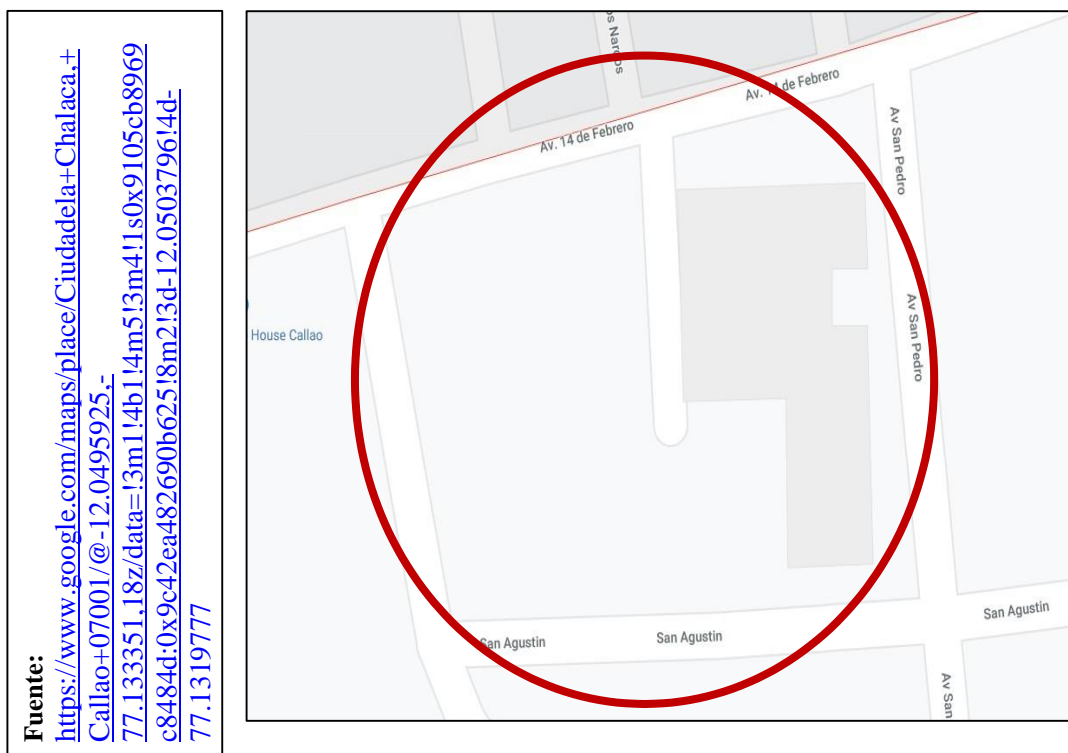 Fuente:
https://www.google.com/maps/place/Ciudadela+Chalaca,+
Callao+07001/@-12.0495925,-
77.133351,18z/data=!3m1!4b1!4m5!3m4!1s0x9105cb8969
c8484d:0x9c42ea482690b625!8m2!3d-12.0503796!4d-
77.1319777
os Nardos
Av. 14 de Febrero
Av. 14 de Febrero
Av San Pedro
Av San Pedro
House Callao
San Agustin
San Agustin
San Agustin
Av San